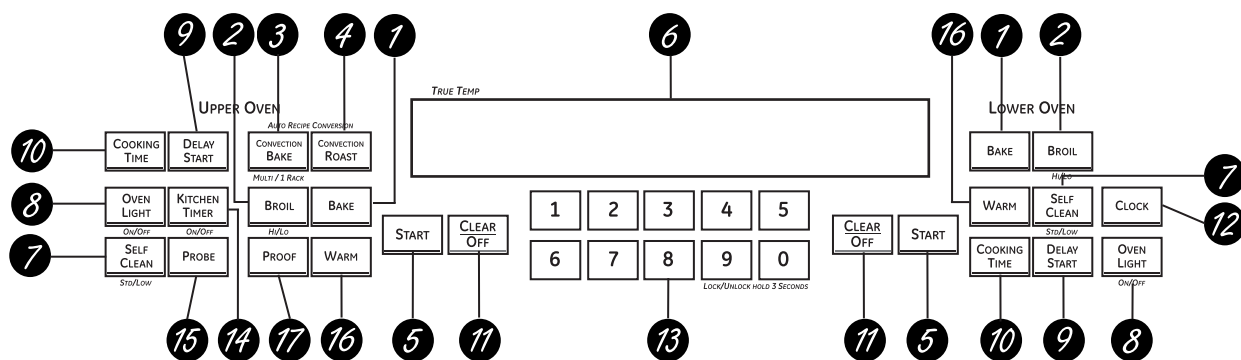 9 2 3 4 1 6 16 1 2
TRUE TEMP
UPPER OVEN
LOWER OVEN
AUTO RECIPE CONVERSION
10
COOKING
TIME
DELAY
START
CONVECTION
BAKE
CONVECTION
ROAST
BAKE
BROIL
MULTI / 1 RACK
HI/LO
7
8
OVEN
LIGHT
KITCHEN
TIMER
BROIL
BAKE
1 2 3 4 5
WARM
SELF
CLEAN
CLOCK
12
ON/OFF
ON/OFF
HI/LO
START
CLEAR
OFF
CLEAR
OFF
START
STD/LOW
7
SELF
CLEAN
PROBE
PROOF
WARM
6 7 8 9 0
COOKING
TIME
DELAY
START
OVEN
LIGHT
STD/LOW
LOCK/UNLOCK HOLD 3 SECONDS
ON/OFF
15 14 17 16 5 11 13 11 5 10 9 8